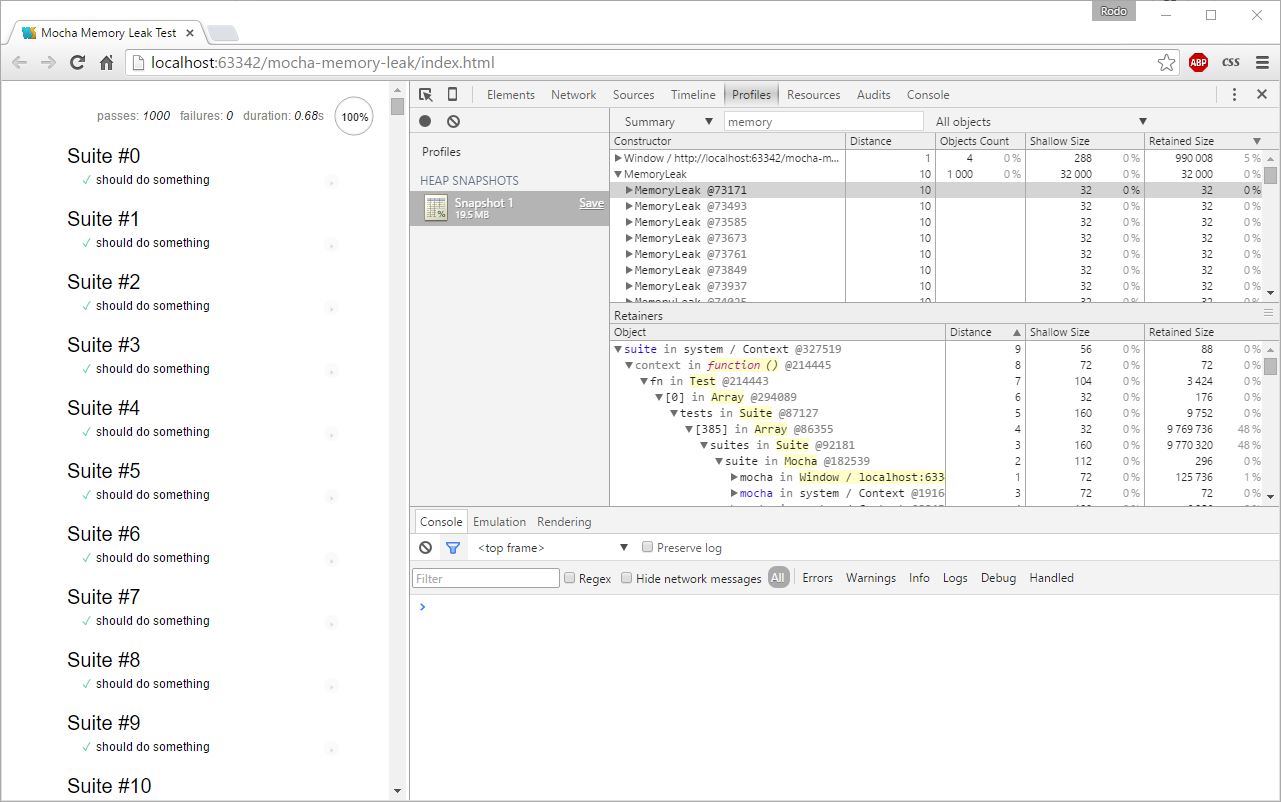 Rodo
Mocha Memory Leak Test
localhost:63342/mocha-memory-leak/index.html
ABP
css
passes: 1000 failures: 0 duration: 0.68s 100%
Suite #0
✓ should do something
Suite #1
✓ should do something
Suite #2
✓ should do something
Suite #3
✓ should do something
Suite #4
✓ should do something
Suite #5
✓ should do something
Suite #6
✓ should do something
Suite #7
✓ should do something
Suite #8
✓ should do something
Suite #9
✓ should do something
Suite #10
Elements Network Sources Timeline Profiles Resources Audits Console
Profiles
HEAP SNAPSHOTS
Snapshot 1 Save
19.5 MB
Summary ▼ memory All objects ▼
Constructor Distance Objects Count Shallow Size Retained Size ▼
▶Window / http://localhost:63342/mocha-m... 1 4 0% 288 0% 990 008 5%
▼MemoryLeak 10 1 000 0% 32 000 0% 32 000 0%
▶MemoryLeak @73171 10 32 0% 32 0%
▶MemoryLeak @73493 10 32 0% 32 0%
▶MemoryLeak @73585 10 32 0% 32 0%
▶MemoryLeak @73673 10 32 0% 32 0%
▶MemoryLeak @73761 10 32 0% 32 0%
▶MemoryLeak @73849 10 32 0% 32 0%
▶MemoryLeak @73937 10 32 0% 32 0%
▶MemoryLeak @74025 10 32 0% 32 0%
Retainers
Object Distance ▲ Shallow Size Retained Size
▼suite in system / Context @327519 9 56 0% 88 0%
▼context in function () @214445 8 72 0% 72 0%
▼fn in Test @214443 7 104 0% 3 424 0%
▼[0] in Array @294089 6 32 0% 176 0%
▼tests in Suite @87127 5 160 0% 9 752 0%
▼[385] in Array @86355 4 32 0% 9 769 736 48%
▼suites in Suite @92181 3 160 0% 9 770 320 48%
▼suite in Mocha @182539 2 112 0% 296 0%
▶mocha in Window / localhost:633 1 72 0% 125 736 1%
▶mocha in system / Context @1916 3 72 0% 72 0%
Console Emulation Rendering
<top frame> ▼ Preserve log
Filter Regex Hide network messages All Errors Warnings Info Logs Debug Handled
>